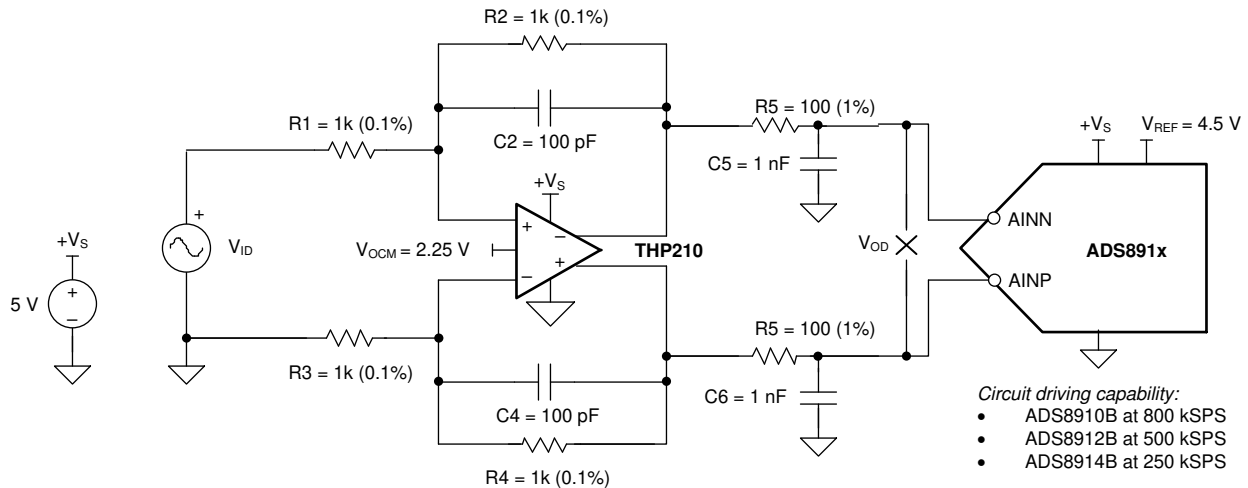 R2 = 1k (0.1%)
R1 = 1k (0.1%)
C2 = 100 pF
R5 = 100 (1%)
C5 = 1 nF
+VS
VREF = 4.5 V
+VS
+
VID
+VS
5 V
+
−
VOCM = 2.25 V
+
−
−
+
THP210
VOD
AINN
ADS891x
AINP
R3 = 1k (0.1%)
C4 = 100 pF
R4 = 1k (0.1%)
R5 = 100 (1%)
C6 = 1 nF
Circuit driving capability:
• ADS8910B at 800 kSPS
• ADS8912B at 500 kSPS
• ADS8914B at 250 kSPS